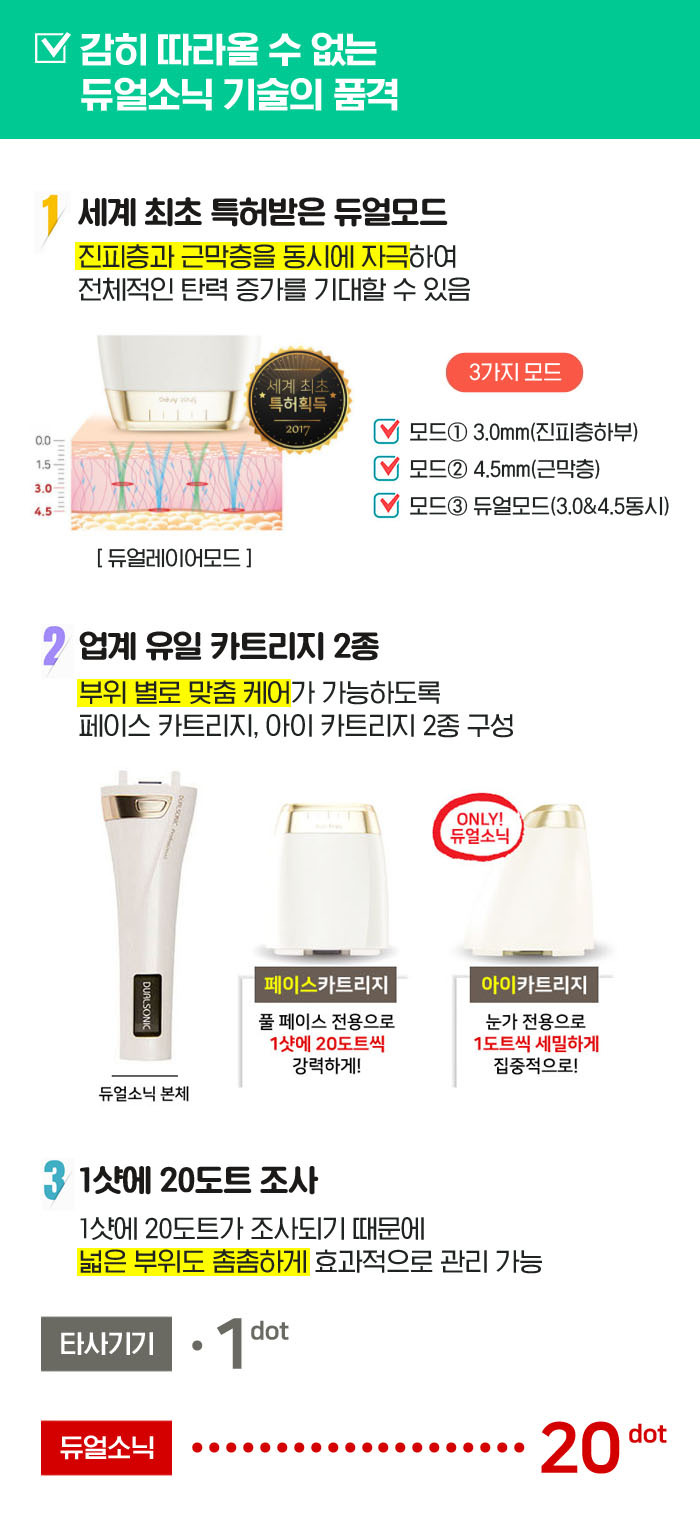 감히 따라올 수 없는
듀얼소닉 기술의 품격
1 세계 최초 특허받은 듀얼모드
진피층과 근막층을 동시에 자극하여
전체적인 탄력 증가를 기대할 수 있음
Shot Area
세계 최초
특허획득
2017
0.0
1.5
3.0
4.5
[ 듀얼레이어모드 ]
3가지 모드
모드① 3.0mm(진피층하부)
모드② 4.5mm(근막층)
모드③ 듀얼모드(3.0&4.5동시)
2 업계 유일 카트리지 2종
부위 별로 맞춤 케어가 가능하도록
페이스 카트리지, 아이 카트리지 2종 구성
DUALSONIC Professional
DUALSONIC
듀얼소닉 본체
페이스카트리지
풀 페이스 전용으로
1샷에 20도트씩
강력하게!
ONLY!
듀얼소닉
아이카트리지
눈가 전용으로
1도트씩 세밀하게
집중적으로!
3 1샷에 20도트 조사
1샷에 20도트가 조사되기 때문에
넓은 부위도 촘촘하게 효과적으로 관리 가능
타사기기 1 dot
듀얼소닉 20 dot